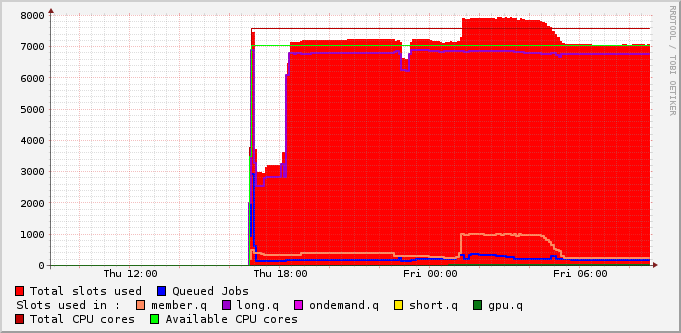 8000
7000
6000
5000
4000
3000
2000
1000
0
Thu 12:00 Thu 18:00 Fri 00:00 Fri 06:00
Total slots used Queued Jobs
Slots used in : member.q long.q ondemand.q short.q gpu.q
Total CPU cores Available CPU cores
RRDTOOL / TOBI OETIKER